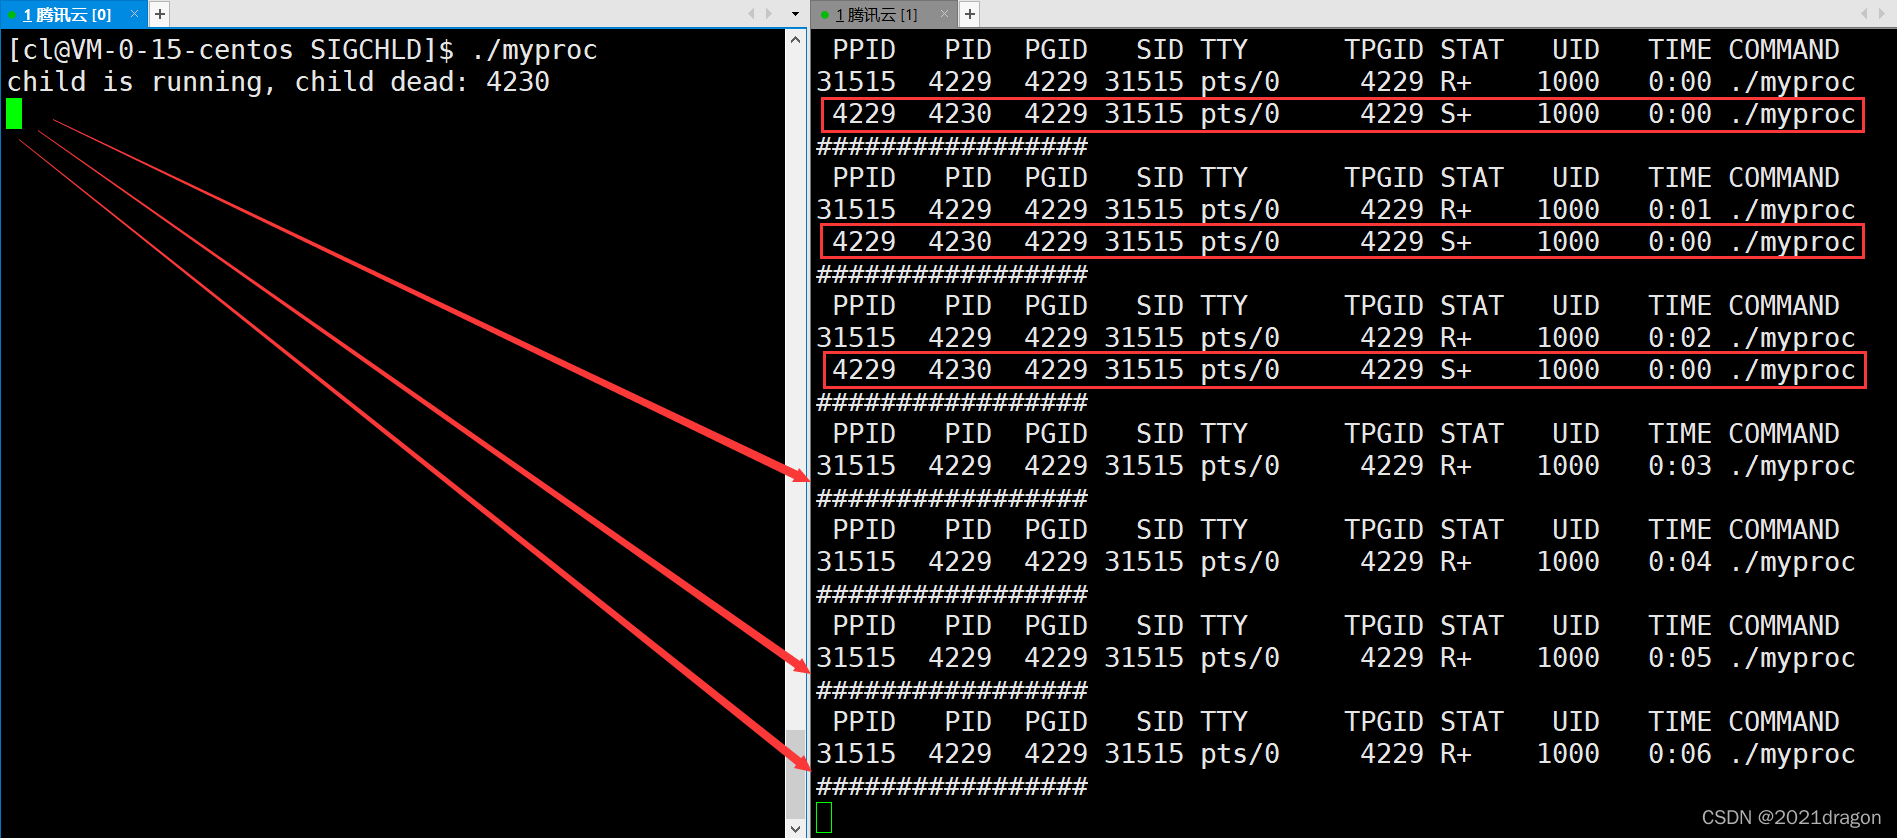 1 腾讯云 [0] × +
[cl@VM-0-15-centos SIGCHLD]$ ./myproc
child is running, child dead: 4230
1 腾讯云 [1] × +
PPID PID PGID SID TTY TPGID STAT UID TIME COMMAND
31515 4229 4229 31515 pts/0 4229 R+ 1000 0:00 ./myproc
4229 4230 4229 31515 pts/0 4229 S+ 1000 0:00 ./myproc
#################
PPID PID PGID SID TTY TPGID STAT UID TIME COMMAND
31515 4229 4229 31515 pts/0 4229 R+ 1000 0:01 ./myproc
4229 4230 4229 31515 pts/0 4229 S+ 1000 0:00 ./myproc
#################
PPID PID PGID SID TTY TPGID STAT UID TIME COMMAND
31515 4229 4229 31515 pts/0 4229 R+ 1000 0:02 ./myproc
4229 4230 4229 31515 pts/0 4229 S+ 1000 0:00 ./myproc
#################
PPID PID PGID SID TTY TPGID STAT UID TIME COMMAND
31515 4229 4229 31515 pts/0 4229 R+ 1000 0:03 ./myproc
#################
PPID PID PGID SID TTY TPGID STAT UID TIME COMMAND
31515 4229 4229 31515 pts/0 4229 R+ 1000 0:04 ./myproc
#################
PPID PID PGID SID TTY TPGID STAT UID TIME COMMAND
31515 4229 4229 31515 pts/0 4229 R+ 1000 0:05 ./myproc
#################
PPID PID PGID SID TTY TPGID STAT UID TIME COMMAND
31515 4229 4229 31515 pts/0 4229 R+ 1000 0:06 ./myproc
#################
CSDN @2021dragon